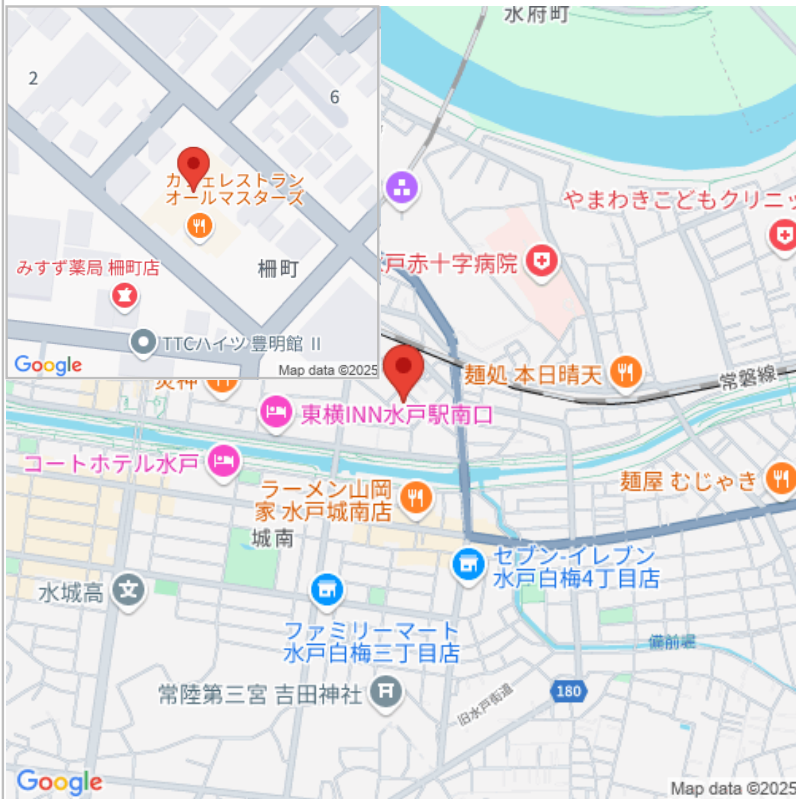 2
6
カフェレストラン
オールマスターズ
柵町
みすず薬局 柵町店
TTCハイツ 豊明館 II
Google
Map data ©2025
水府町
やまわきこどもクリニッ
戸赤十字病院
麺処 本日晴天
常磐線
東横INN水戸駅南口
コートホテル水戸
麺屋 むじゃき
ラーメン山岡
家 水戸城南店
城南
セブン-イレブン
水戸白梅4丁目店
水城高
ファミリーマート
水戸白梅三丁目店
備前堀
常陸第三宮 吉田神社
180
旧水戸街道
Google
Map data ©2025